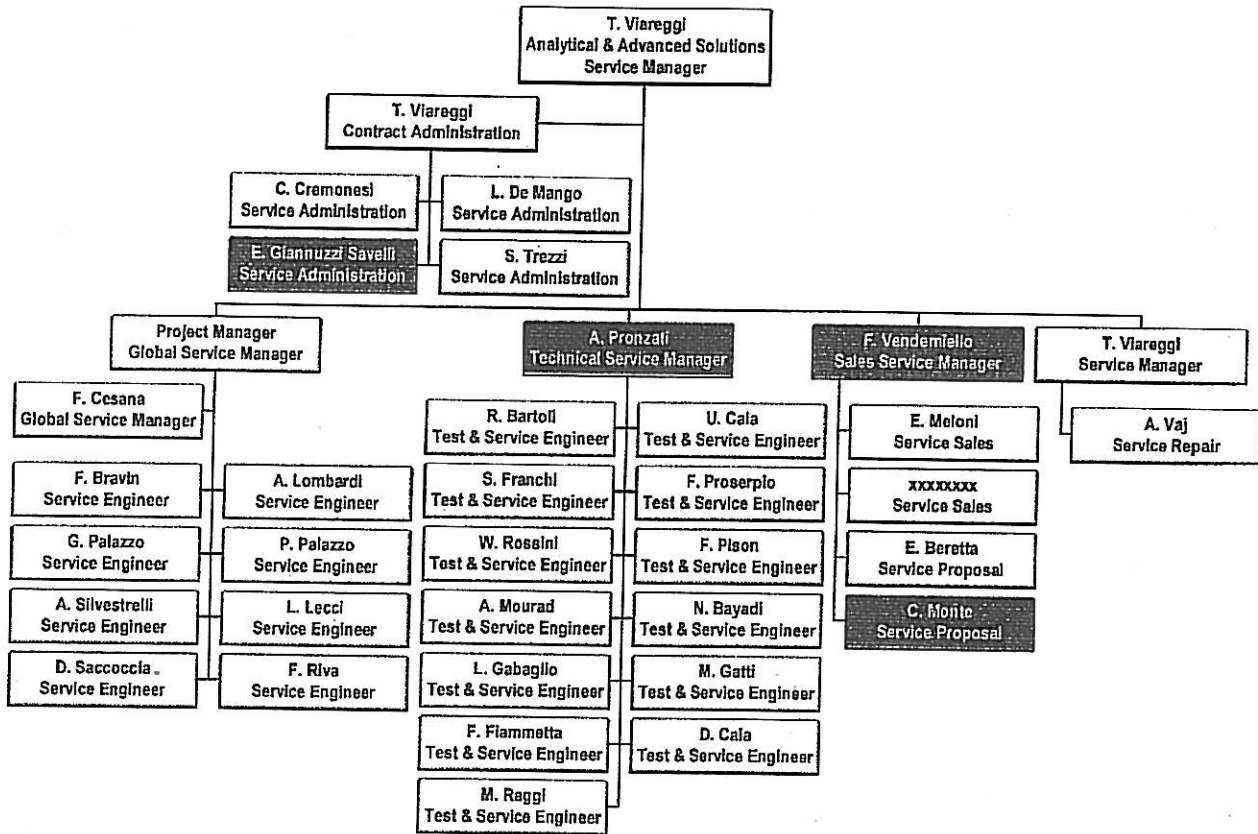 T. Viareggi
Analytical & Advanced Solutions
Service Manager
T. Viareggi
Contract Administration
C. Cremonesi
Service Administration
L. De Mango
Service Administration
E. Giannuzzi Savelli
Service Administration
S. Trezzi
Service Administration
Project Manager
Global Service Manager
A. Pronzati
Technical Service Manager
F. Vendemiello
Sales Service Manager
T. Viareggi
Service Manager
F. Cesana
Global Service Manager
F. Bravin
Service Engineer
A. Lombardi
Service Engineer
G. Palazzo
Service Engineer
P. Palazzo
Service Engineer
A. Silvestrelli
Service Engineer
L. Lecci
Service Engineer
D. Saccoccia
Service Engineer
F. Riva
Service Engineer
R. Bartoli
Test & Service Engineer
U. Cala
Test & Service Engineer
S. Franchi
Test & Service Engineer
F. Proserpio
Test & Service Engineer
W. Rossini
Test & Service Engineer
F. Pison
Test & Service Engineer
A. Mourad
Test & Service Engineer
N. Bayadi
Test & Service Engineer
L. Gabaglio
Test & Service Engineer
M. Gatti
Test & Service Engineer
F. Fiammetta
Test & Service Engineer
D. Cala
Test & Service Engineer
M. Raggi
Test & Service Engineer
E. Meloni
Service Sales
xxxxxxxx
Service Sales
E. Beretta
Service Proposal
C. Monte
Service Proposal
A. Vaj
Service Repair